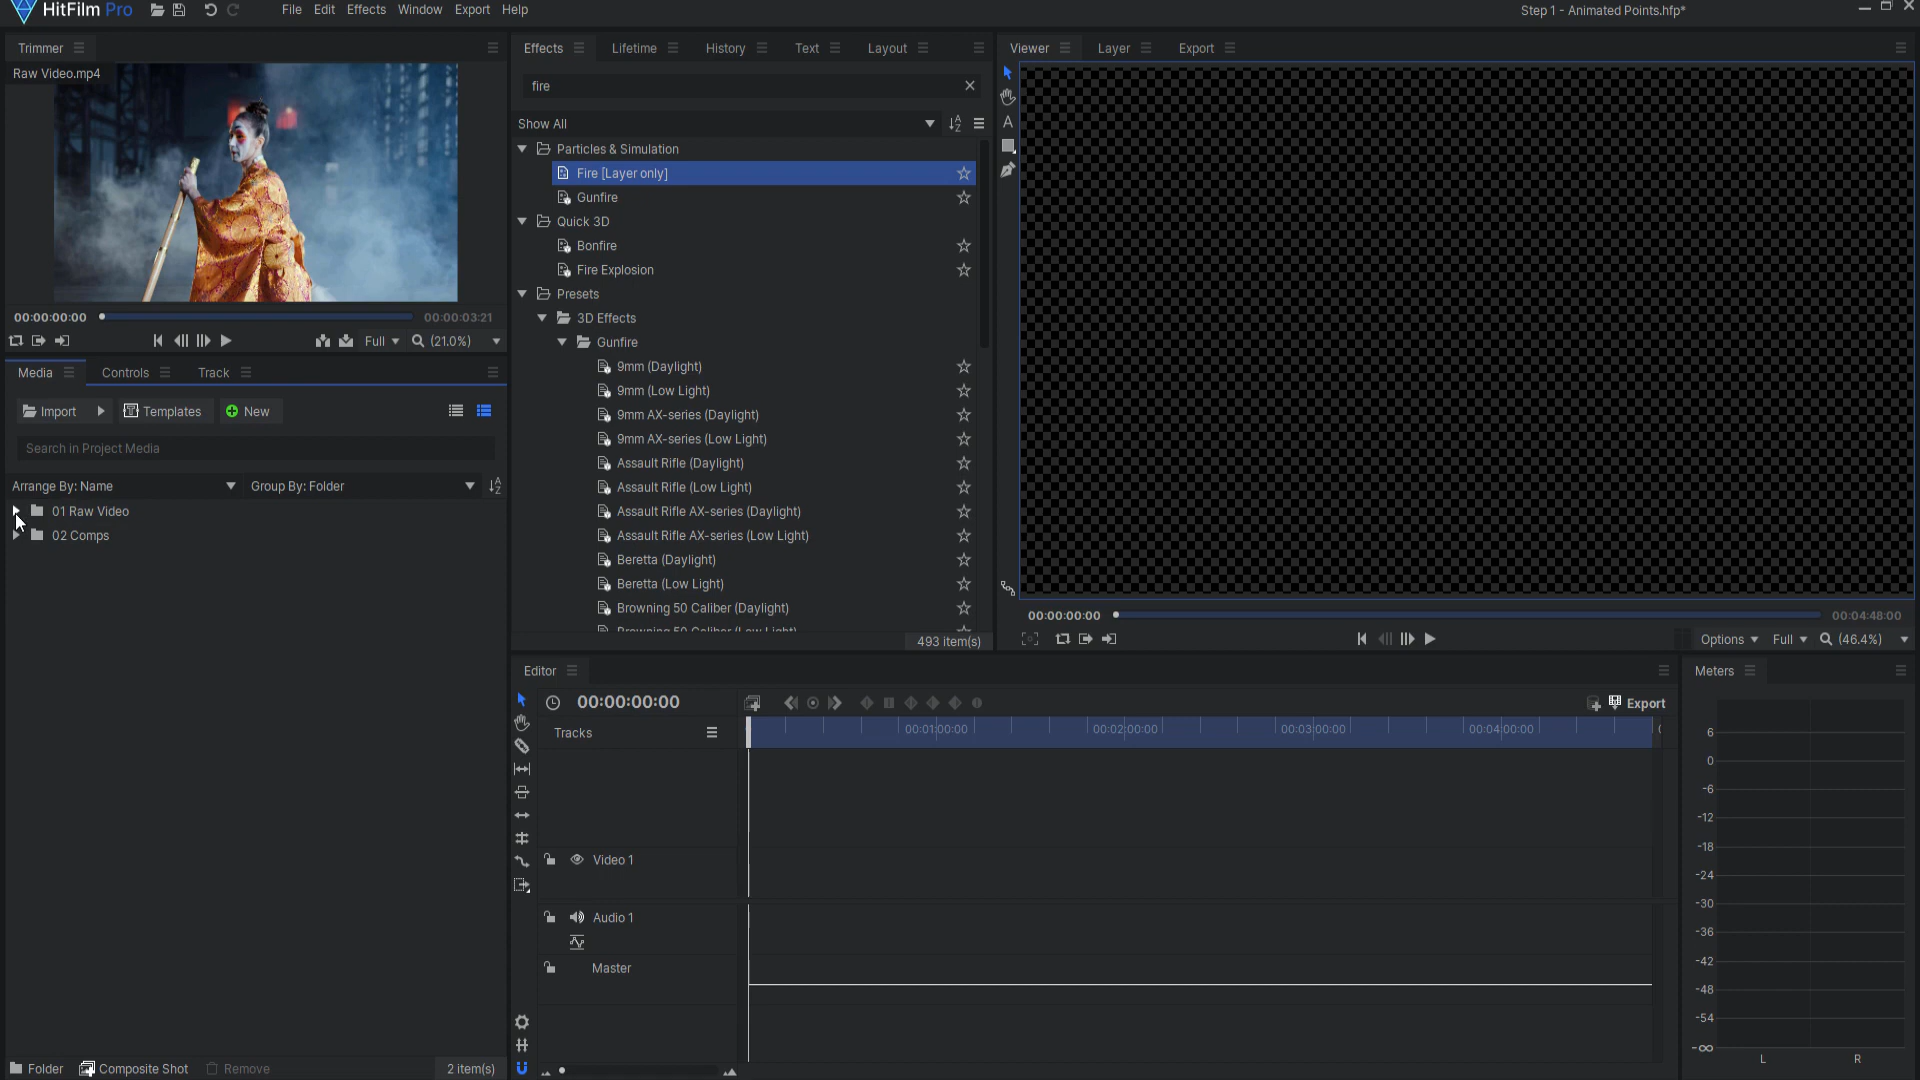 HitFilm Pro
File Edit Effects Window Export Help
Step 1 - Animated Points.hfp*
Trimmer
Raw Video.mp4
00:00:00:00
00:00:03:21
Full
(21.0%)
Media Controls Track
Import
Templates
New
Search in Project Media
Arrange By: Name
Group By: Folder
01 Raw Video
02 Comps
Folder
Composite Shot
Remove
2 item(s)
Effects Lifetime History Text Layout
fire
Show All
Particles & Simulation
Fire [Layer only]
Gunfire
Quick 3D
Bonfire
Fire Explosion
Presets
3D Effects
Gunfire
9mm (Daylight)
9mm (Low Light)
9mm AX-series (Daylight)
9mm AX-series (Low Light)
Assault Rifle (Daylight)
Assault Rifle (Low Light)
Assault Rifle AX-series (Daylight)
Assault Rifle AX-series (Low Light)
Beretta (Daylight)
Beretta (Low Light)
Browning 50 Caliber (Daylight)
Browning 50 Caliber (Low Light)
493 item(s)
Viewer Layer Export
A
00:00:00:00
00:04:48:00
Options
Full
(46.4%)
Editor
00:00:00:00
Export
Tracks
00:01:00:00 00:02:00:00 00:03:00:00 00:04:00:00
Video 1
Audio 1
Master
Meters
6
0
-6
-12
-18
-24
-30
-36
-42
-48
-54
-∞
L R